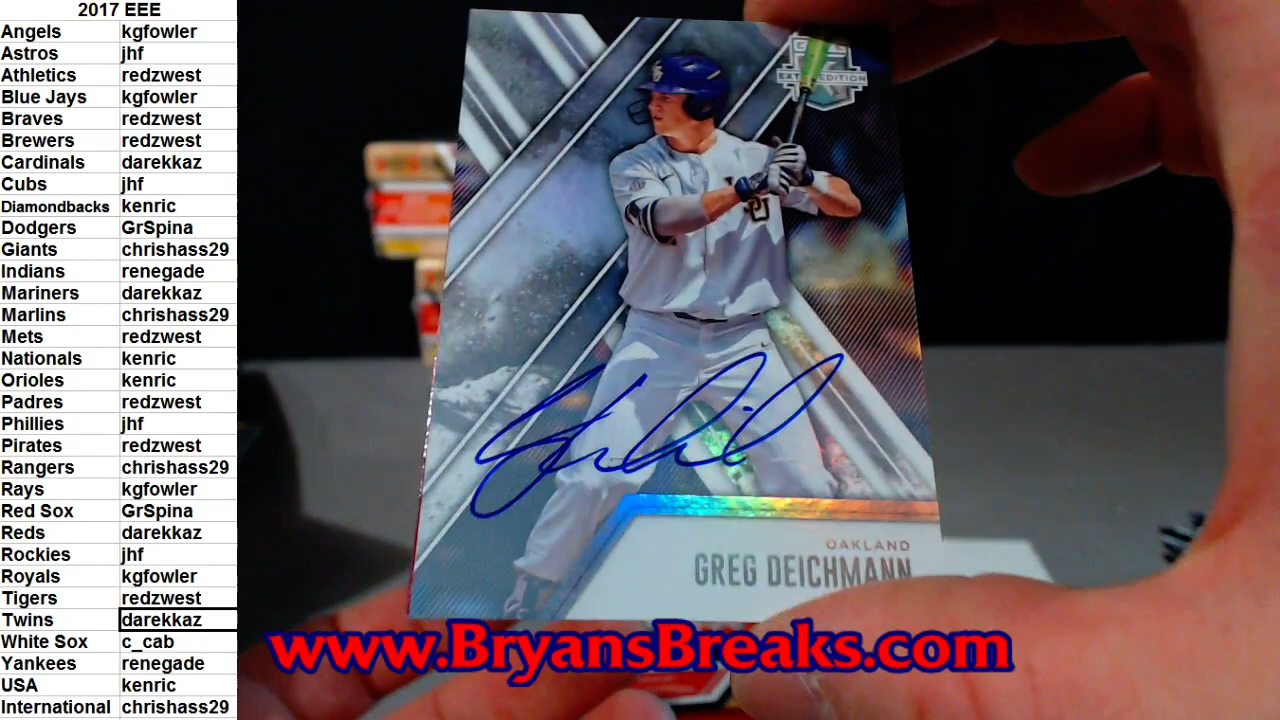 2017 EEE
Angels kgfowler
Astros jhf
Athletics redzwest
Blue Jays kgfowler
Braves redzwest
Brewers redzwest
Cardinals darekkaz
Cubs jhf
Diamondbacks kenric
Dodgers GrSpina
Giants chrishass29
Indians renegade
Mariners darekkaz
Marlins chrishass29
Mets redzwest
Nationals kenric
Orioles kenric
Padres redzwest
Phillies jhf
Pirates redzwest
Rangers chrishass29
Rays kgfowler
Red Sox GrSpina
Reds darekkaz
Rockies jhf
Royals kgfowler
Tigers redzwest
Twins darekkaz
White Sox c_cab
Yankees renegade
USA kenric
International chrishass29
EDITION
OAKLAND
GREG DEICHMANN
www.BryansBreaks.com